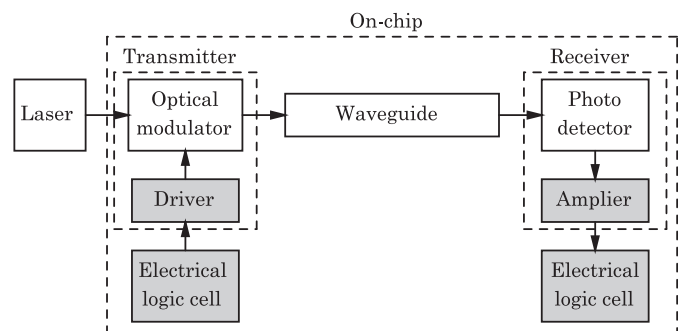 On-chip
Transmitter
Receiver
Laser
Optical
modulator
Waveguide
Photo
detector
Driver
Amplier
Electrical
logic cell
Electrical
logic cell